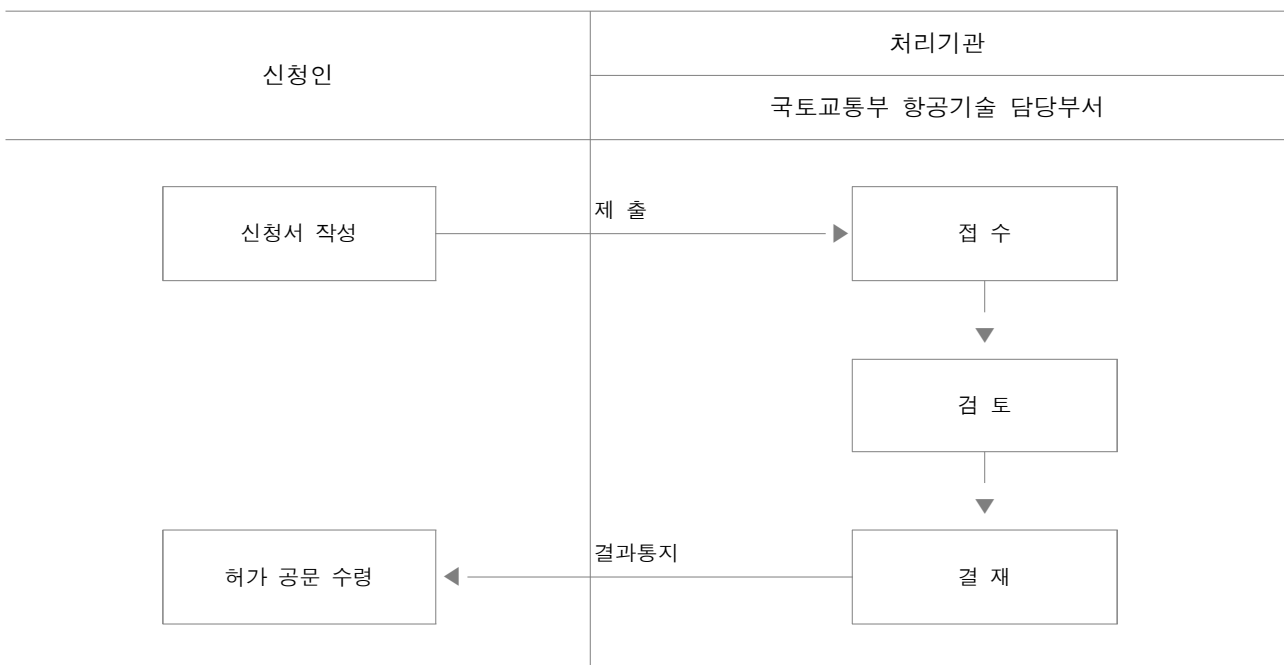 신청인
처리기관
국토교통부 항공기술 담당부서
신청서 작성
제 출
접 수
검 토
허가 공문 수령
결과통지
결 재